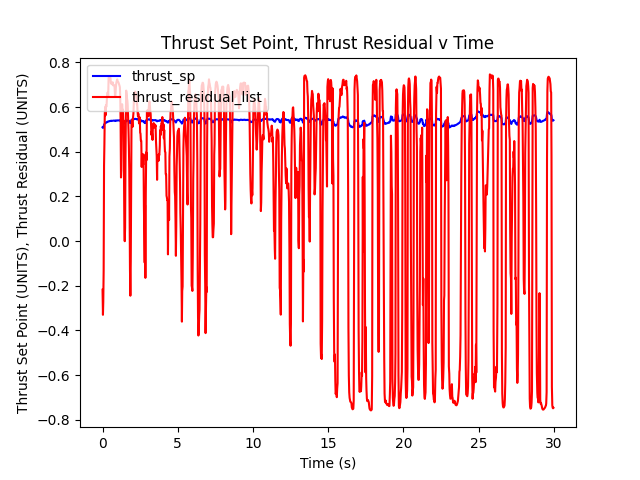 Thrust Set Point, Thrust Residual v Time
thrust_sp
thrust_residual_list
Thrust Set Point (UNITS), Thrust Residual (UNITS)
0.8
0.6
0.4
0.2
0.0
−0.2
−0.4
−0.6
−0.8
0 5 10 15 20 25 30
Time (s)